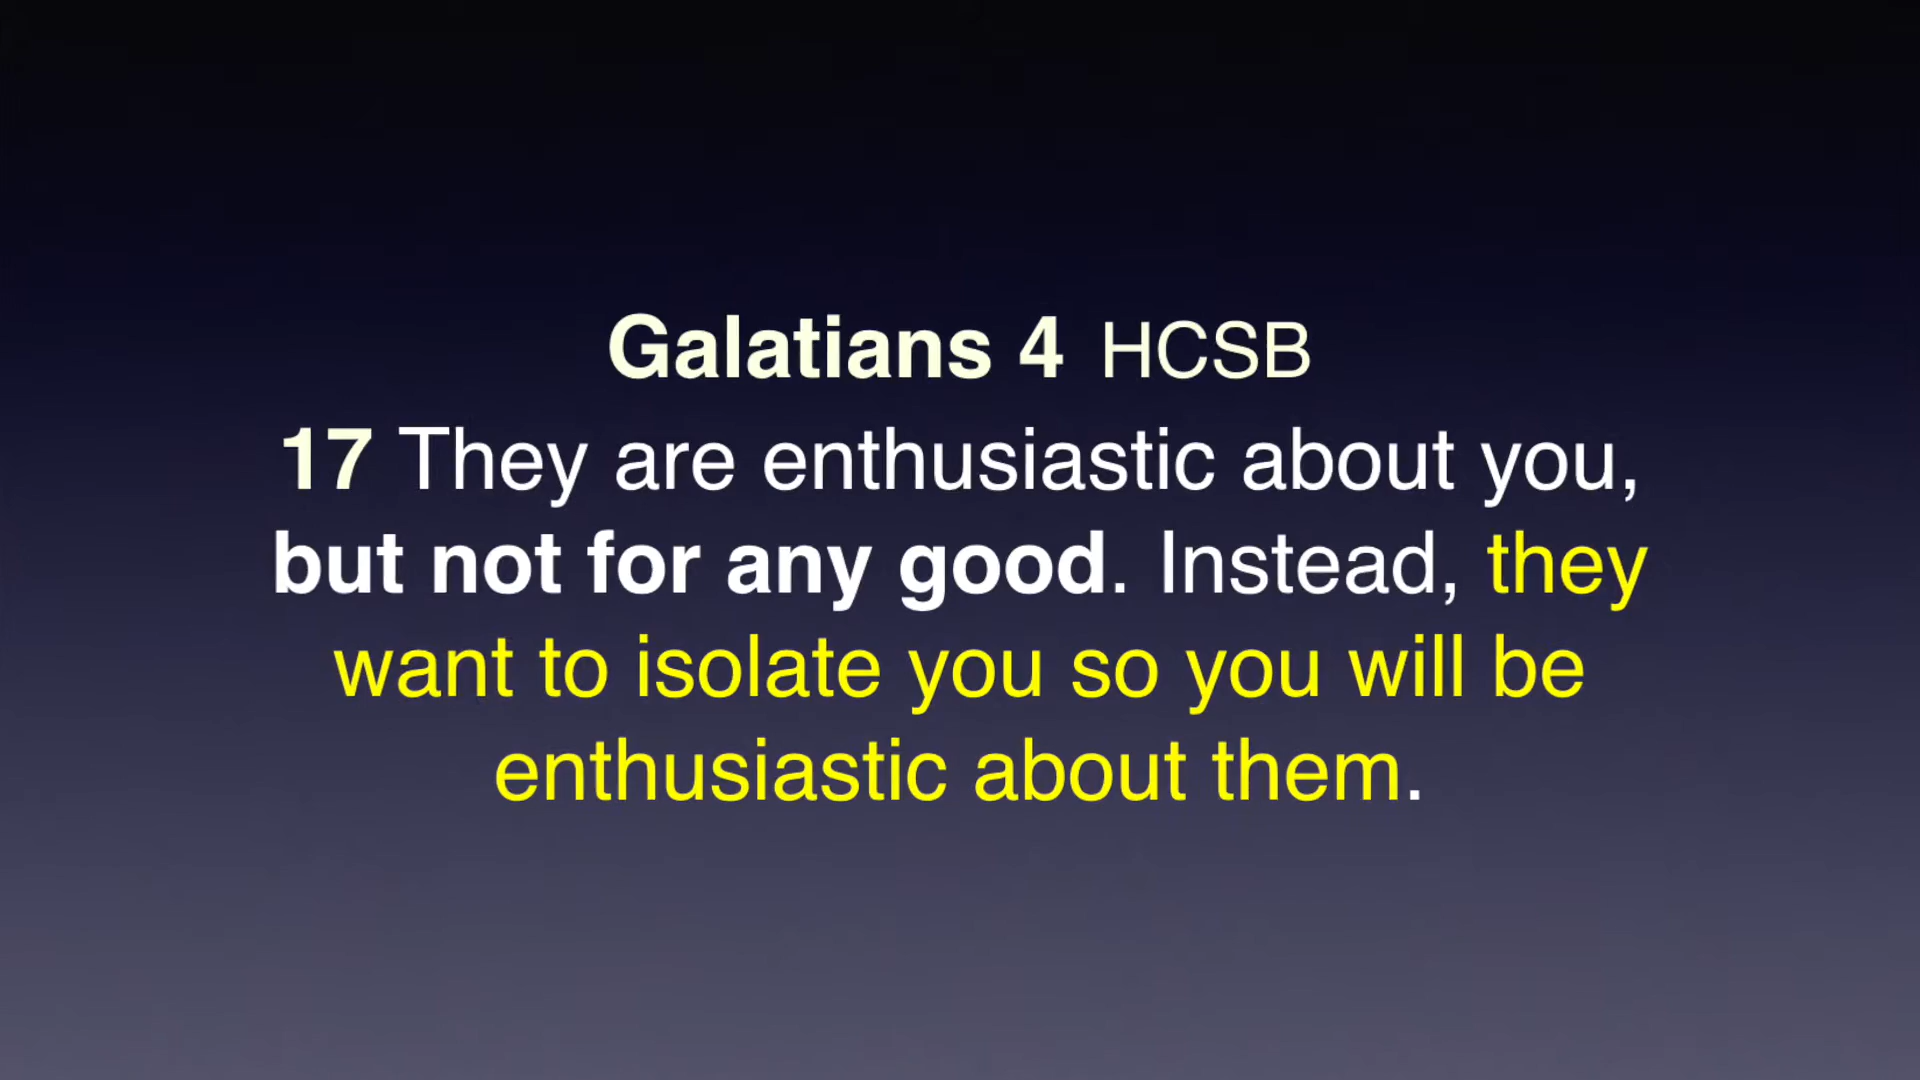 Galatians 4 HCSB
17 They are enthusiastic about you,
but not for any good. Instead, they
want to isolate you so you will be
enthusiastic about them.